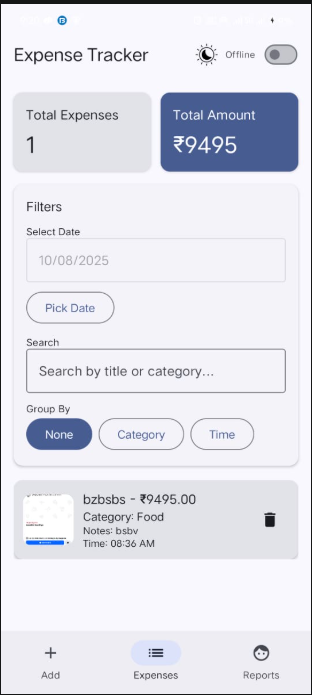 Expense Tracker
Offline
Total Expenses
1
Total Amount
₹9495
Filters
Select Date
10/08/2025
Pick Date
Search
Search by title or category...
Group By
None
Category
Time
bzbsbs - ₹9495.00
Category: Food
Notes: bsbv
Time: 08:36 AM
Add
Expenses
Reports